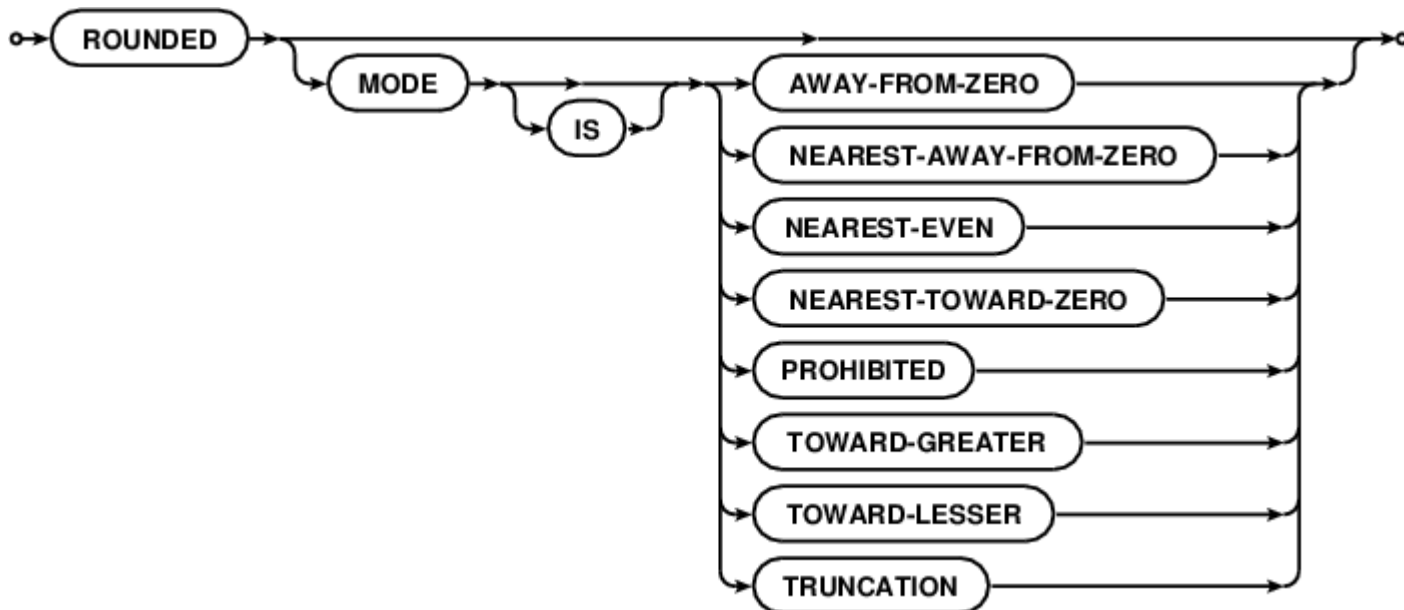 ROUNDED
MODE
AWAY-FROM-ZERO
IS
NEAREST-AWAY-FROM-ZERO
NEAREST-EVEN
NEAREST-TOWARD-ZERO
PROHIBITED
TOWARD-GREATER
TOWARD-LESSER
TRUNCATION